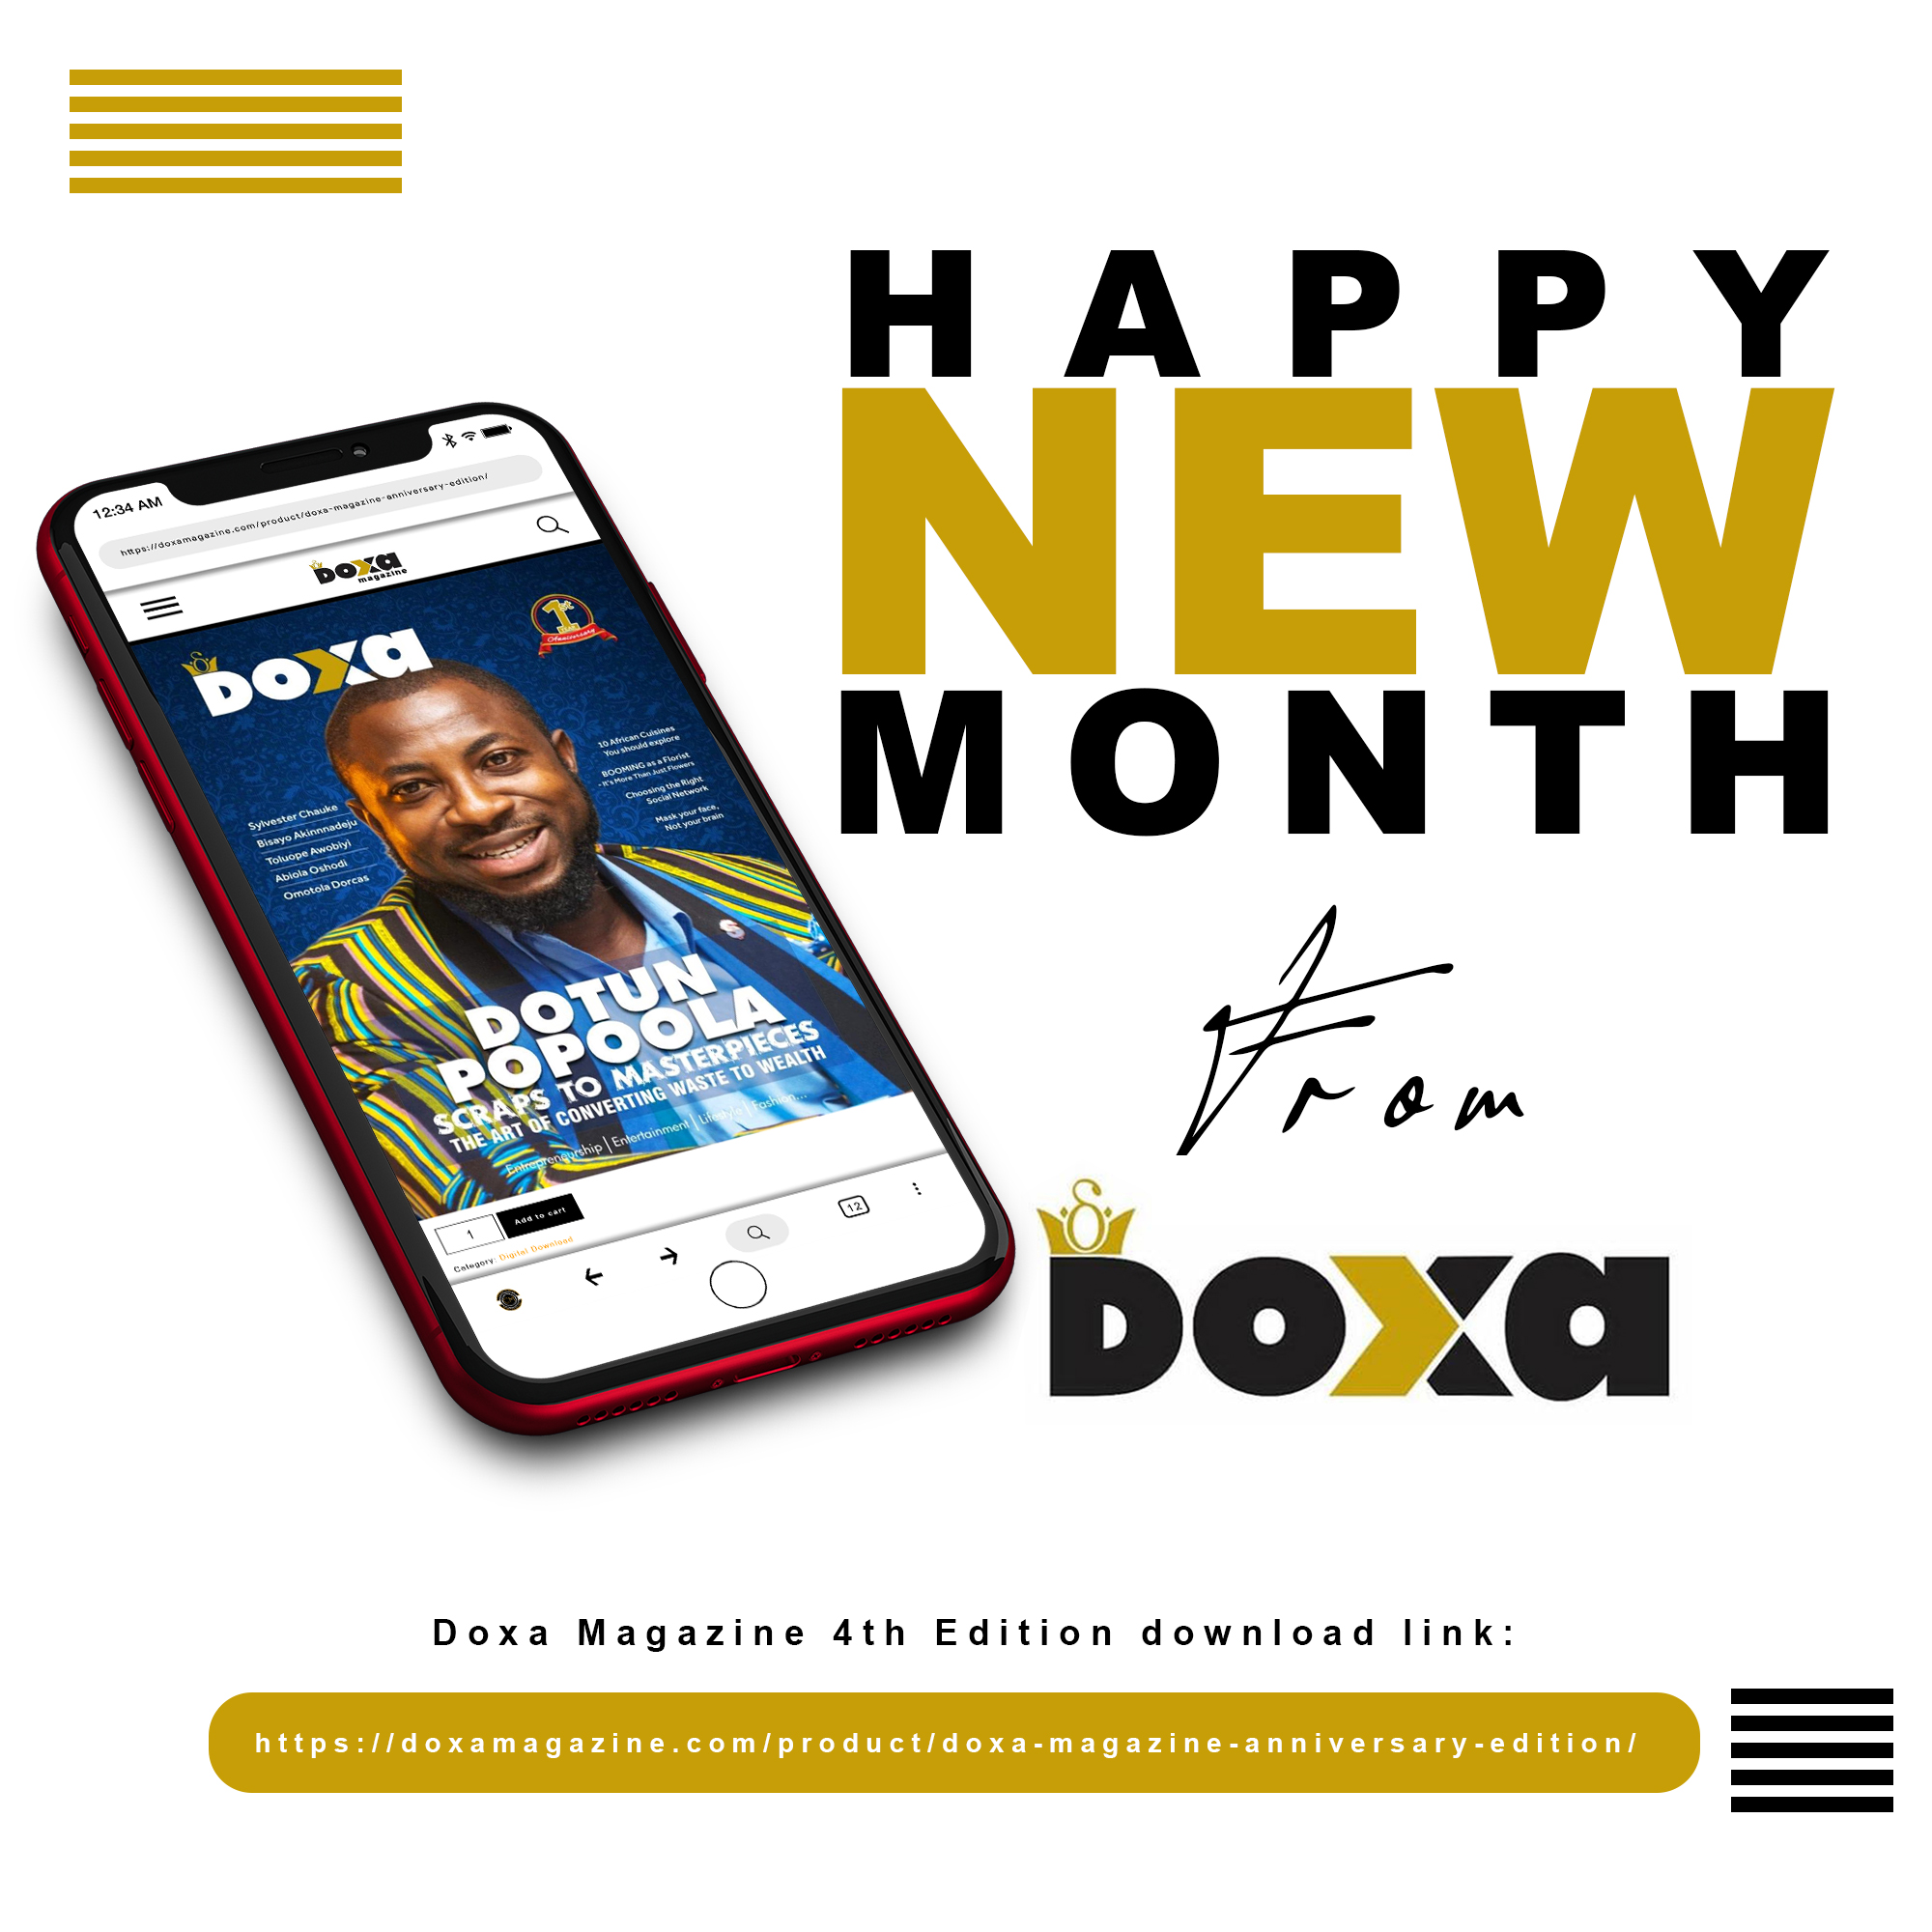 HAPPY
NEW
MONTH
From
DOXA
12:34 AM
https://doxamagazine.com/product/doxa-magazine-anniversary-edition/
DOXA
magazine
DOXA
1st
YEAR
Anniversary
10 African Cuisines
You should explore
BOOMING as a Florist
- It's More Than Just Flowers
Choosing the Right
Social Network
Mask your face,
Not your brain
Sylvester Chauke
Bisayo Akinnnadeju
Toluope Awobiyi
Abiola Oshodi
Omotola Dorcas
DOTUN
POPOOLA
SCRAPS TO MASTERPIECES
THE ART OF CONVERTING WASTE TO WEALTH
Entrepreneurship | Entertainment | Lifestyle | Fashion...
1
Add to cart
Category: Digital Download
12
Doxa Magazine 4th Edition download link:
https://doxamagazine.com/product/doxa-magazine-anniversary-edition/